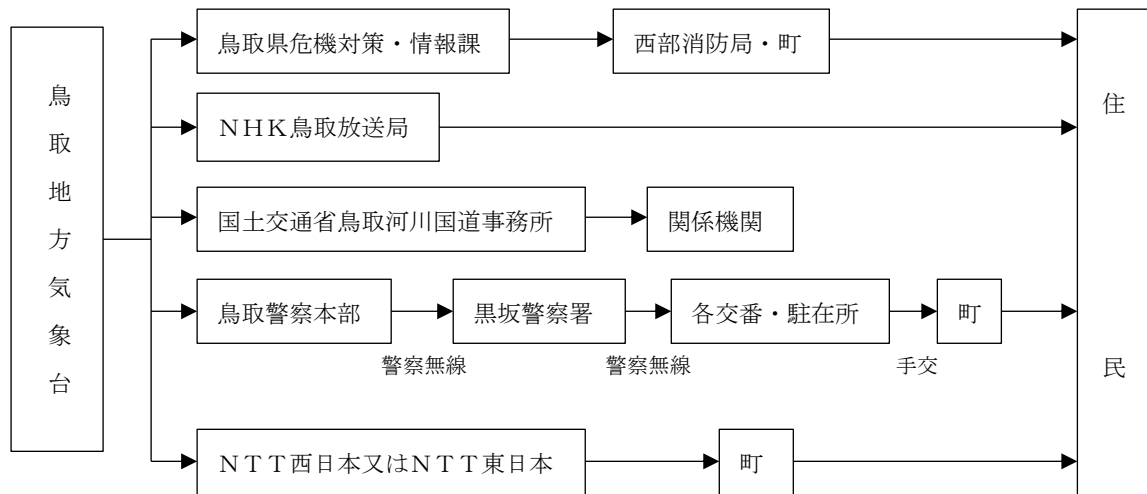 鳥取地方気象台
鳥取県危機対策・情報課
西部消防局・町
ＮＨＫ鳥取放送局
国土交通省鳥取河川国道事務所
関係機関
鳥取警察本部
警察無線
黒坂警察署
警察無線
各交番・駐在所
手交
町
ＮＴＴ西日本又はＮＴＴ東日本
町
住民